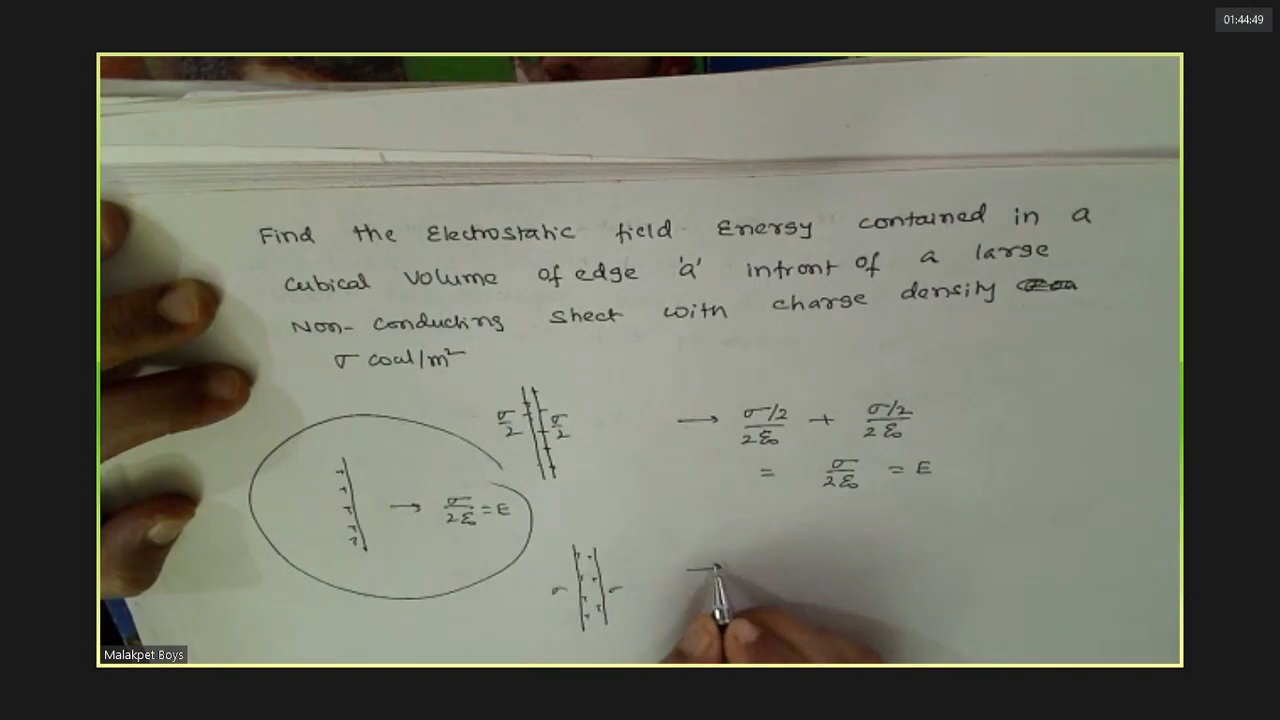 01:44:49
Find the Electrostatic field Energy contained in a
cubical volume of edge 'a' infront of a large
Non-conducting sheet with charge density
σ coul/m²
σ/2 σ/2 → (σ/2)/(2ε₀) + (σ/2)/(2ε₀)
= σ/(2ε₀) = E
→ σ/(2ε₀) = E
σ σ →
Malakpet Boys